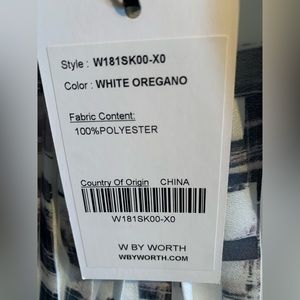 Style : W181SK00-X0
Color : WHITE OREGANO
Fabric Content:
100%POLYESTER
Country Of Origin CHINA
W181SK00-X0
W BY WORTH
WBYWORTH.COM